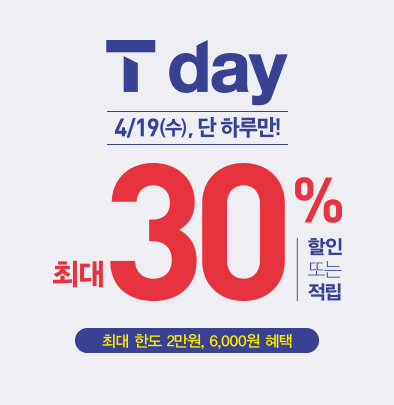 T day
4/19(수), 단 하루만!
최대 30%
할인
또는
적립
최대 한도 2만원, 6,000원 혜택